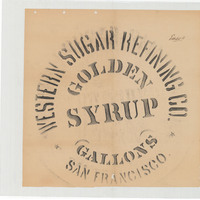 WESTERN SUGAR REFINING CO.
GOLDEN
SYRUP
GALLONS
SAN FRANCISCO